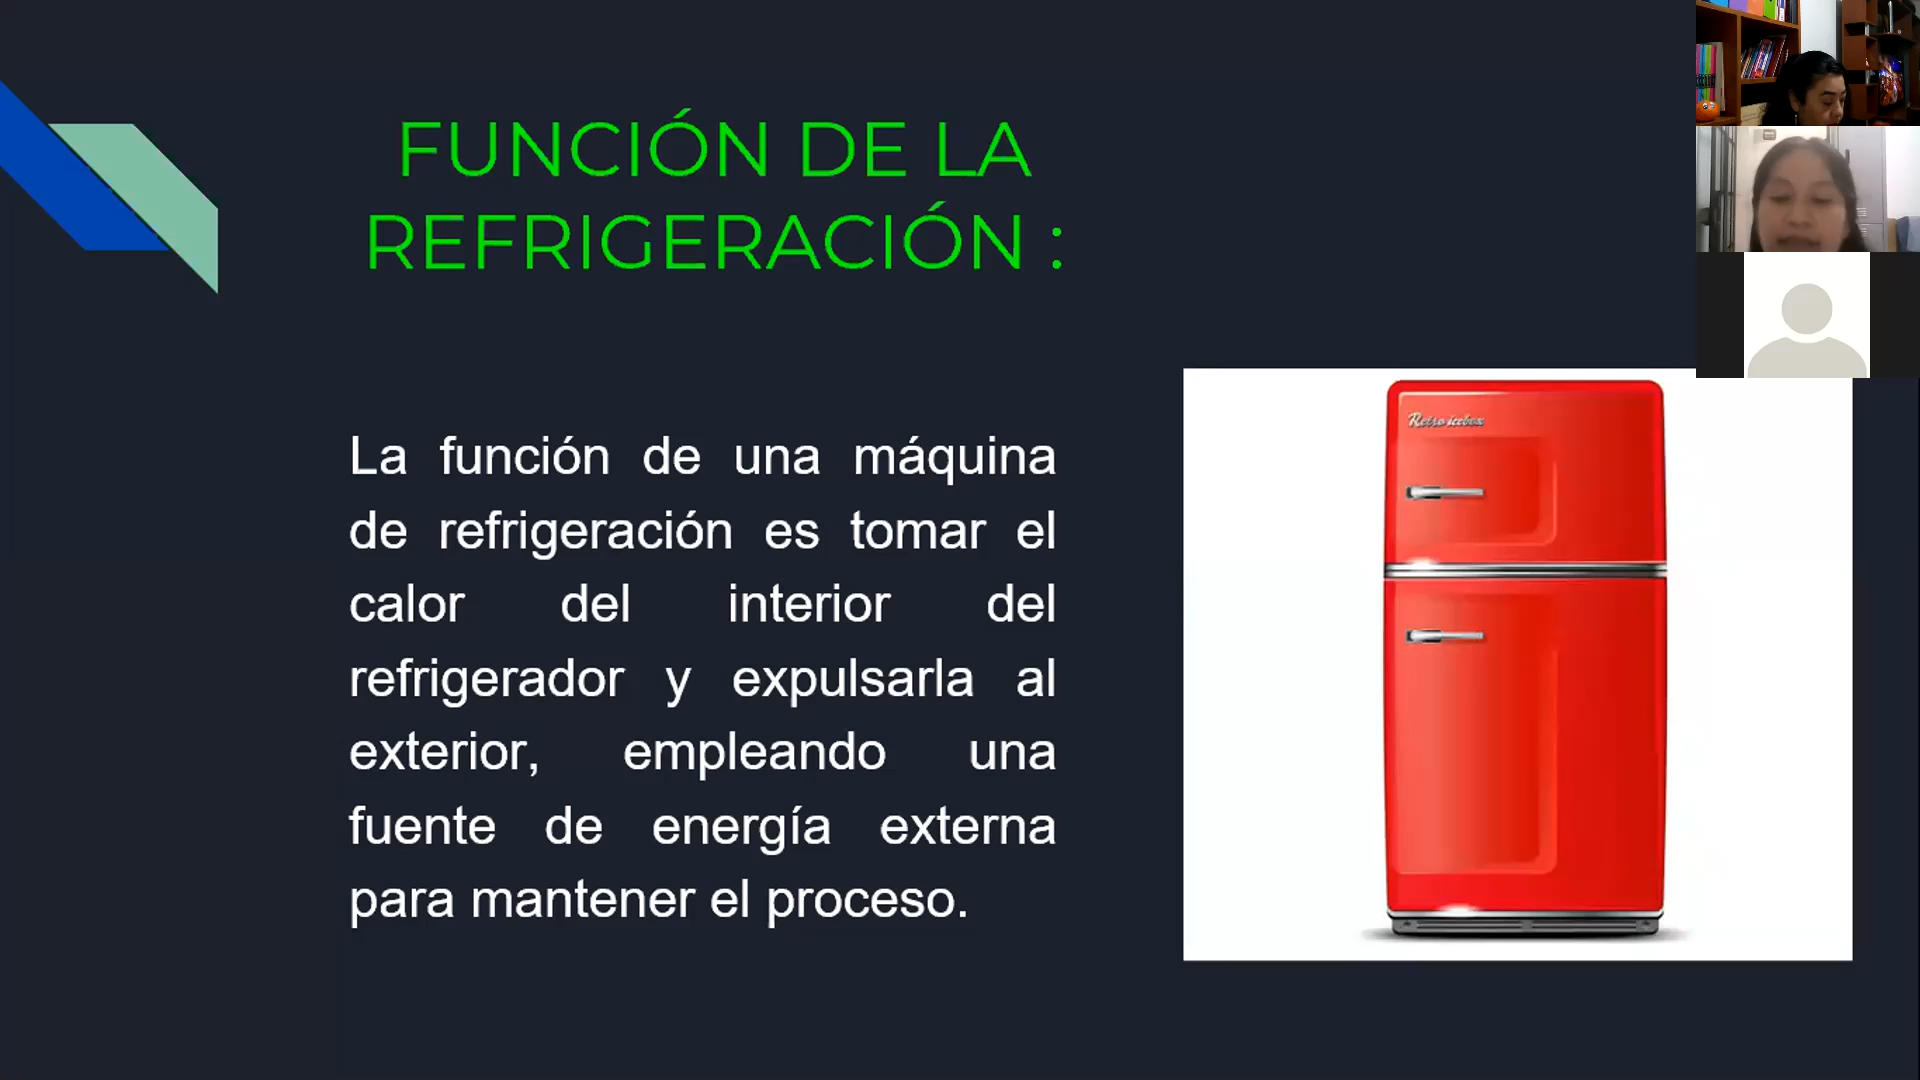 FUNCIÓN DE LA
REFRIGERACIÓN :
La función de una máquina
de refrigeración es tomar el
calor del interior del
refrigerador y expulsarla al
exterior, empleando una
fuente de energía externa
para mantener el proceso.
Retro icebox